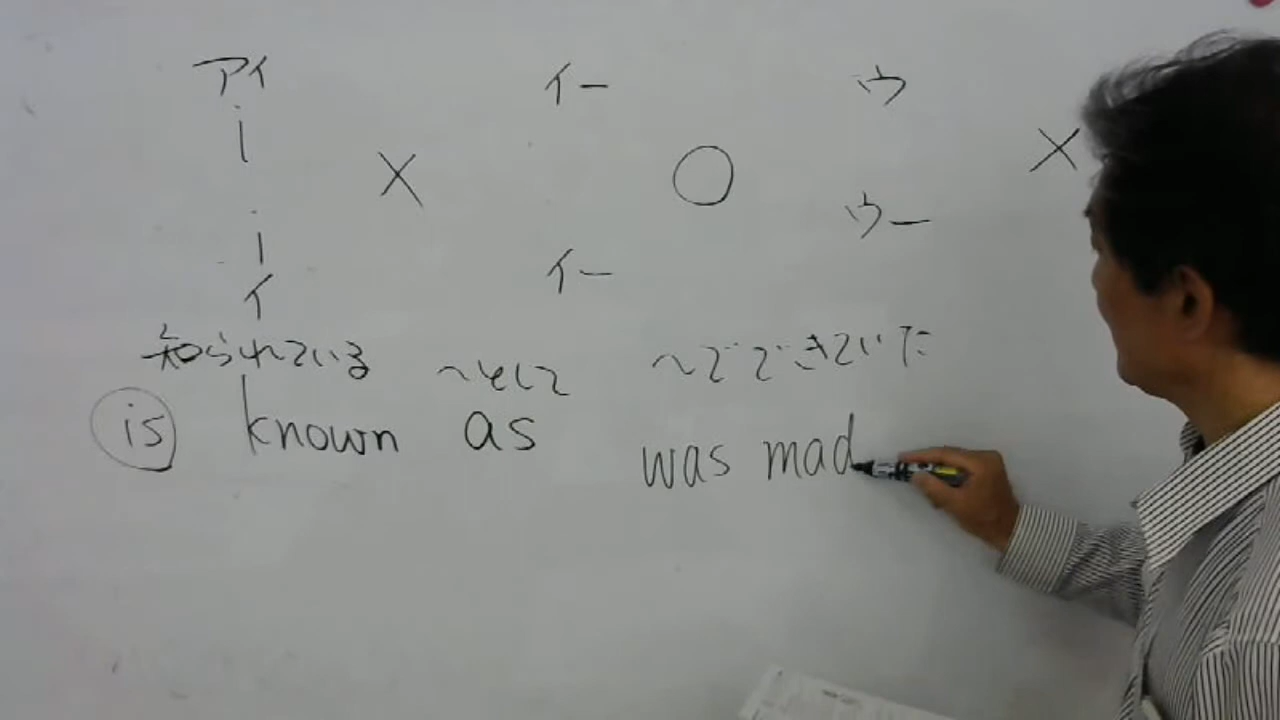 アイ イー ウ
i × ○ ×
i ウー
イ イー
知られている 〜として 〜でできていた
is known as was mad